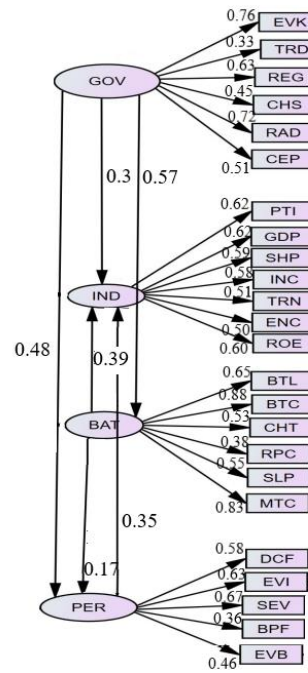 0.76
EVK
0.33
TRD
0.63
REG
GOV
0.45
CHS
0.72
RAD
0.51
CEP
0.3
0.57
0.62
PTI
0.62
GDP
0.59
SHP
IND
0.58
INC
0.51
TRN
0.50
ENC
0.60
ROE
0.48
0.39
0.65
BTL
0.88
BTC
BAT
0.53
CHT
0.38
RPC
0.55
SLP
0.83
MTC
0.35
0.17
0.58
DCF
0.63
EVI
PER
0.67
SEV
0.36
BPF
0.46
EVB